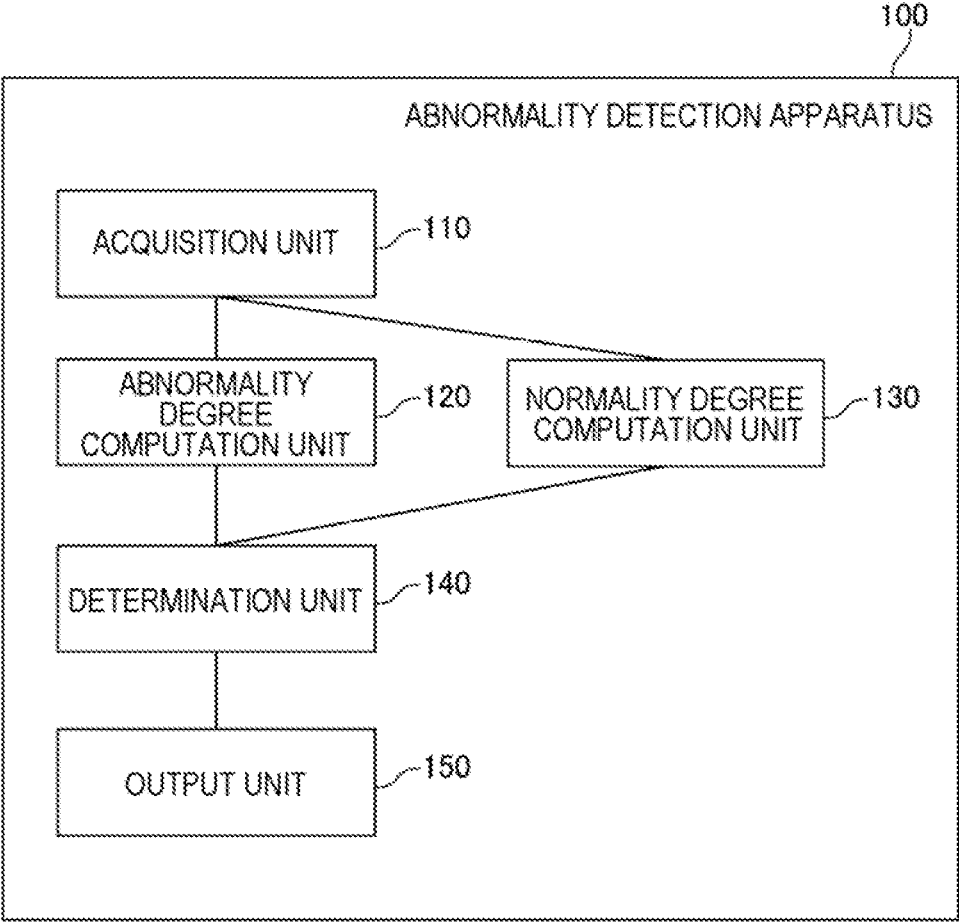 100
ABNORMALITY DETECTION APPARATUS
ACQUISITION UNIT
110
ABNORMALITY
DEGREE
COMPUTATION UNIT
120
NORMALITY DEGREE
COMPUTATION UNIT
130
DETERMINATION UNIT
140
OUTPUT UNIT
150